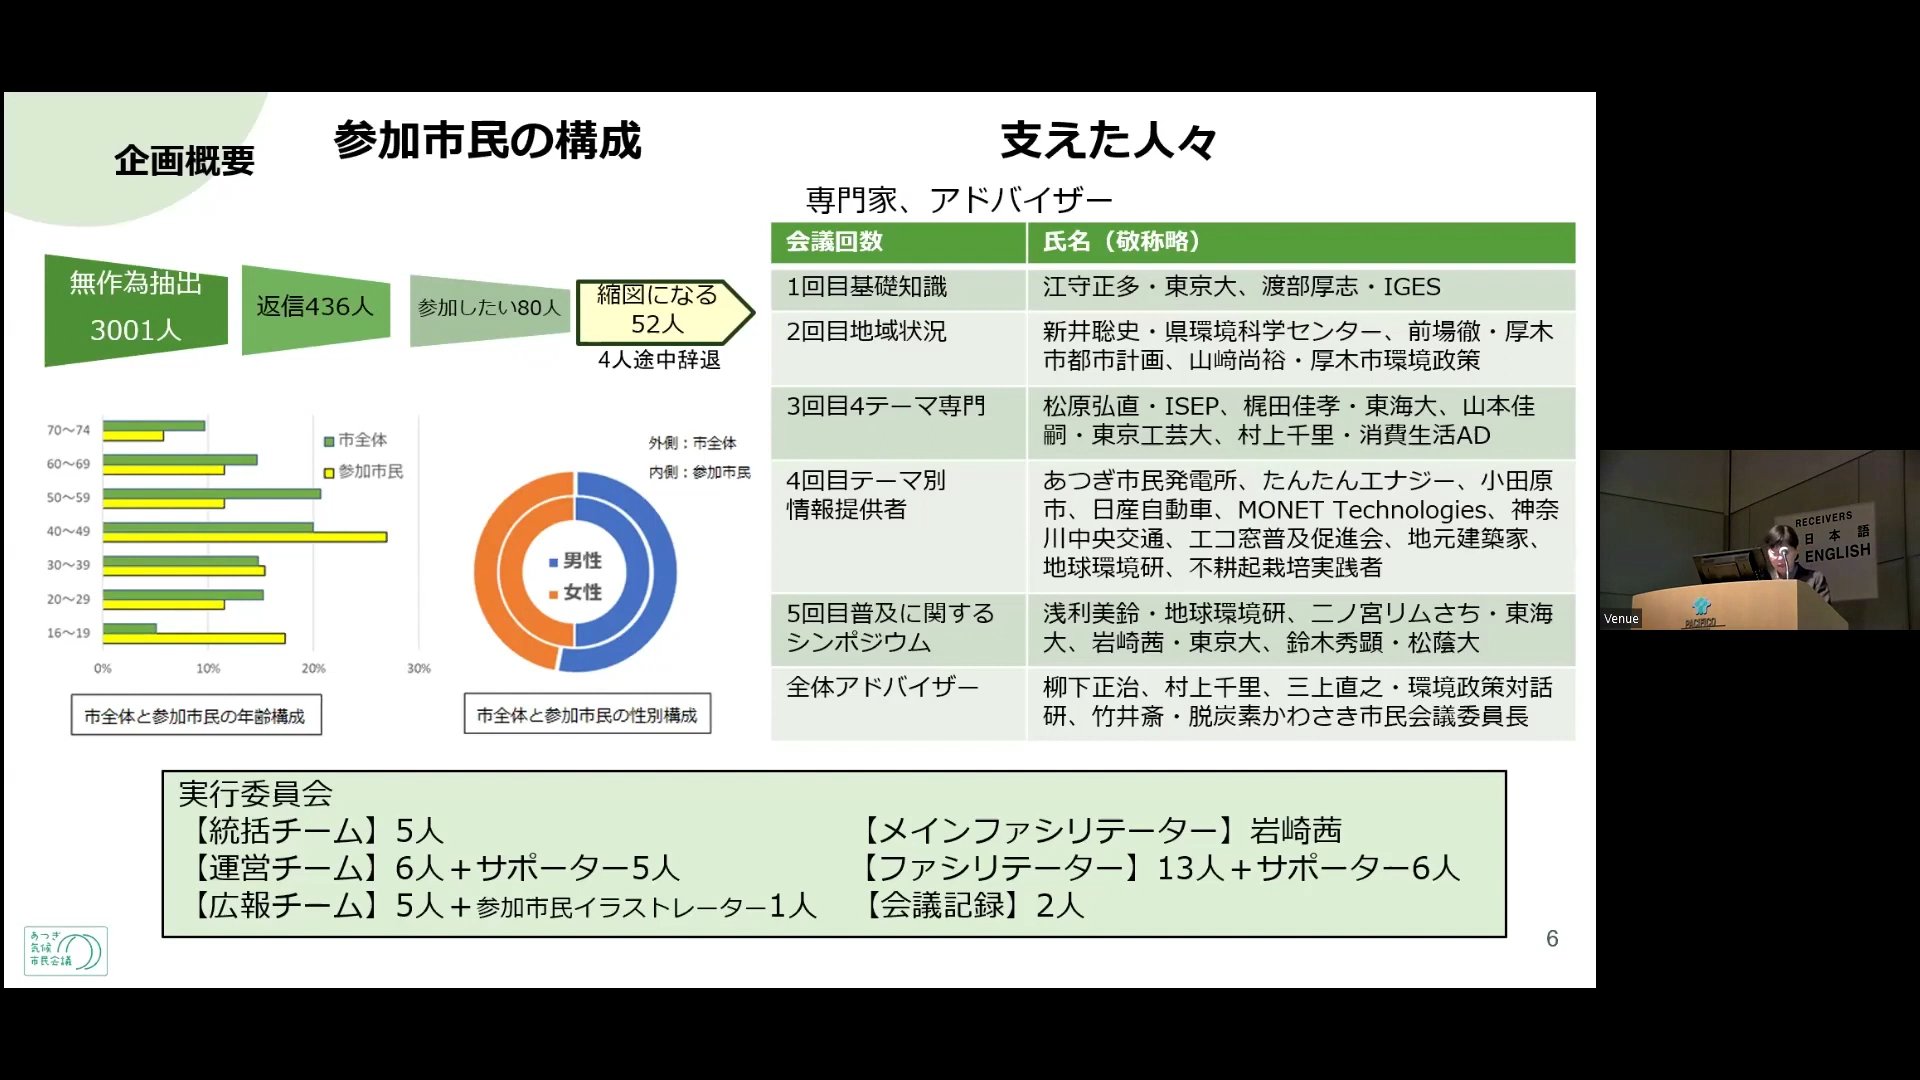 企画概要
参加市民の構成
支えた人々
無作為抽出
3001人
返信436人
参加したい80人
縮図になる
52人
4人途中辞退
70～74
60～69
50～59
40～49
30～39
20～29
16～19
0%
10%
20%
30%
市全体
参加市民
市全体と参加市民の年齢構成
外側：市全体
内側：参加市民
男性
女性
市全体と参加市民の性別構成
専門家、アドバイザー
会議回数
氏名（敬称略）
1回目基礎知識
江守正多・東京大、渡部厚志・IGES
2回目地域状況
新井聡史・県環境科学センター、前場徹・厚木
市都市計画、山﨑尚裕・厚木市環境政策
3回目4テーマ専門
松原弘直・ISEP、梶田佳孝・東海大、山本佳
嗣・東京工芸大、村上千里・消費生活AD
4回目テーマ別
情報提供者
あつぎ市民発電所、たんたんエナジー、小田原
市、日産自動車、MONET Technologies、神奈
川中央交通、エコ窓普及促進会、地元建築家、
地球環境研、不耕起栽培実践者
5回目普及に関する
シンポジウム
浅利美鈴・地球環境研、二ノ宮リムさち・東海
大、岩崎茜・東京大、鈴木秀顕・松蔭大
全体アドバイザー
柳下正治、村上千里、三上直之・環境政策対話
研、竹井斎・脱炭素かわさき市民会議委員長
実行委員会
【統括チーム】5人
【運営チーム】6人＋サポーター5人
【広報チーム】5人＋参加市民イラストレーター1人
【メインファシリテーター】岩崎茜
【ファシリテーター】13人＋サポーター6人
【会議記録】2人
あつぎ
気候
市民会議
6
RECEIVERS
日本語
ENGLISH
PACIFICO
Venue